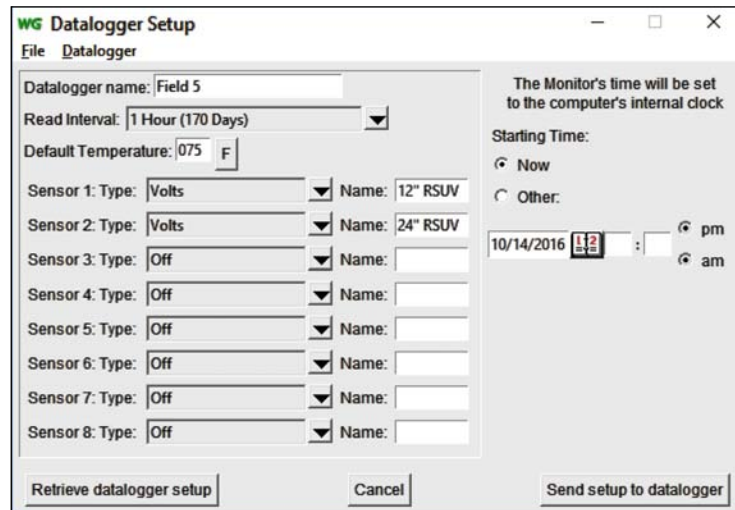 WG Datalogger Setup
File Datalogger
Datalogger name: Field 5
Read Interval: 1 Hour (170 Days)
Default Temperature: 075 F
Sensor 1: Type: Volts Name: 12" RSUV
Sensor 2: Type: Volts Name: 24" RSUV
Sensor 3: Type: Off Name:
Sensor 4: Type: Off Name:
Sensor 5: Type: Off Name:
Sensor 6: Type: Off Name:
Sensor 7: Type: Off Name:
Sensor 8: Type: Off Name:
The Monitor's time will be set
to the computer's internal clock
Starting Time:
Now
Other:
10/14/2016 12 : pm
am
Retrieve datalogger setup Cancel Send setup to datalogger